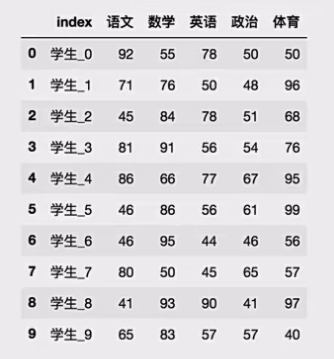 index 语文 数学 英语 政治 体育
0 学生_0 92 55 78 50 50
1 学生_1 71 76 50 48 96
2 学生_2 45 84 78 51 68
3 学生_3 81 91 56 54 76
4 学生_4 86 66 77 67 95
5 学生_5 46 86 56 61 99
6 学生_6 46 95 44 46 56
7 学生_7 80 50 45 65 57
8 学生_8 41 93 90 41 97
9 学生_9 65 83 57 57 40